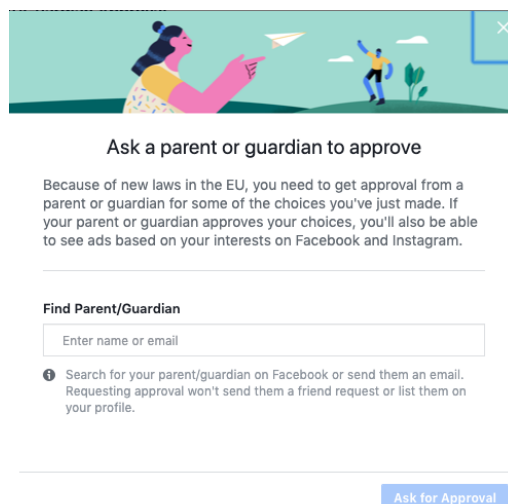 Ask a parent or guardian to approve
Because of new laws in the EU, you need to get approval from a
parent or guardian for some of the choices you've just made. If
your parent or guardian approves your choices, you'll also be able
to see ads based on your interests on Facebook and Instagram.
Find Parent/Guardian
Enter name or email
Search for your parent/guardian on Facebook or send them an email.
Requesting approval won't send them a friend request or list them on
your profile.
Ask for Approval